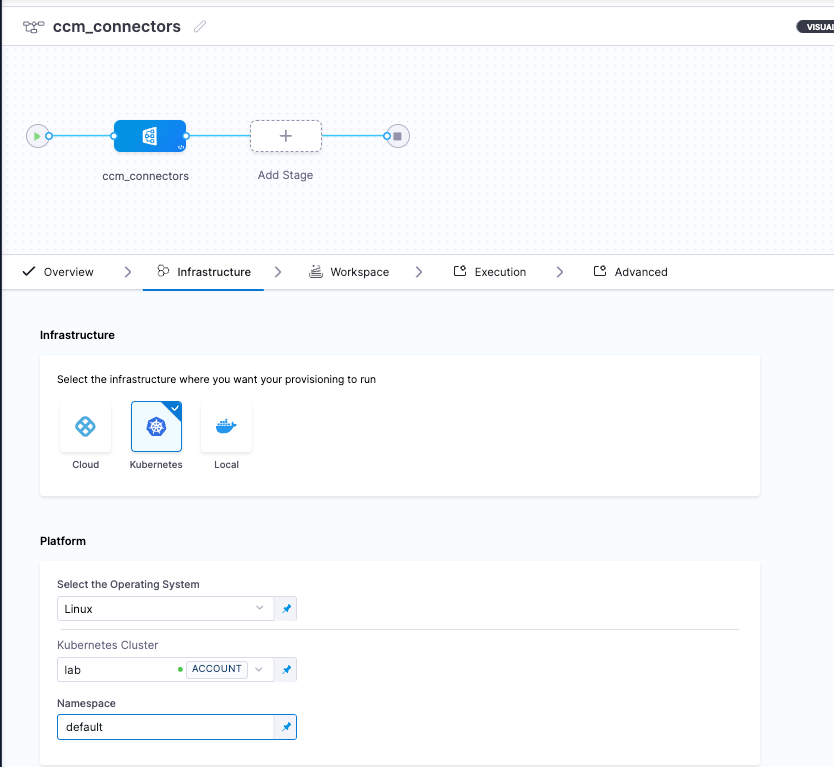 ccm_connectors
VISUAL
ccm_connectors
Add Stage
Overview
Infrastructure
Workspace
Execution
Advanced
Infrastructure
Select the infrastructure where you want your provisioning to run
Cloud
Kubernetes
Local
Platform
Select the Operating System
Linux
Kubernetes Cluster
lab
ACCOUNT
Namespace
default